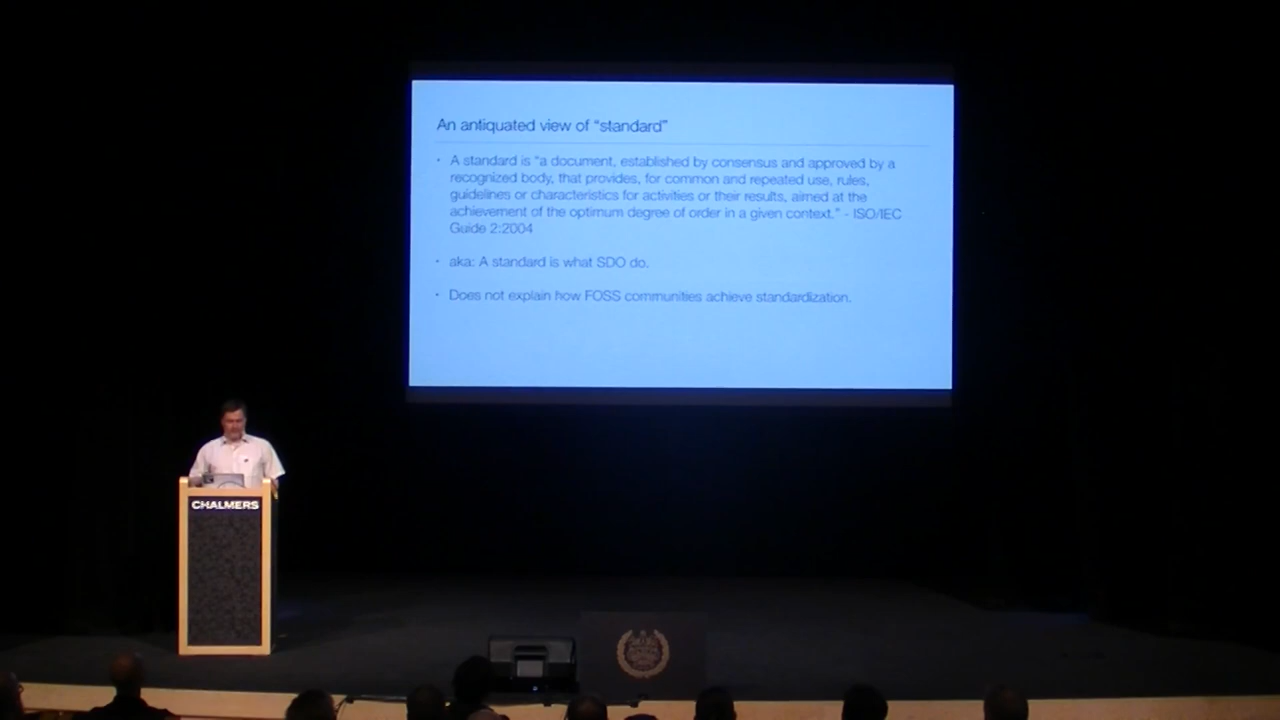 An antiquated view of “standard”
· A standard is “a document, established by consensus and approved by a
recognized body, that provides, for common and repeated use, rules,
guidelines or characteristics for activities or their results, aimed at the
achievement of the optimum degree of order in a given context.” - ISO/IEC
Guide 2:2004
· aka: A standard is what SDO do.
· Does not explain how FOSS communities achieve standardization.
CHALMERS